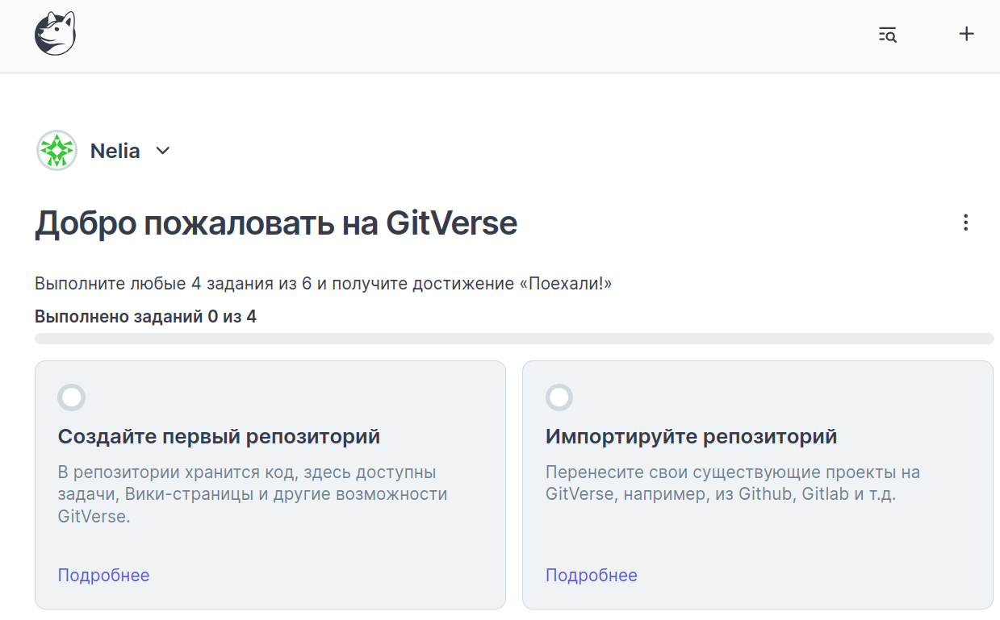 Nelia
Добро пожаловать на GitVerse
Выполните любые 4 задания из 6 и получите достижение «Поехали!»
Выполнено заданий 0 из 4
Создайте первый репозиторий
В репозитории хранится код, здесь доступны
задачи, Вики-страницы и другие возможности
GitVerse.
Подробнее
Импортируйте репозиторий
Перенесите свои существующие проекты на
GitVerse, например, из Github, Gitlab и т.д.
Подробнее